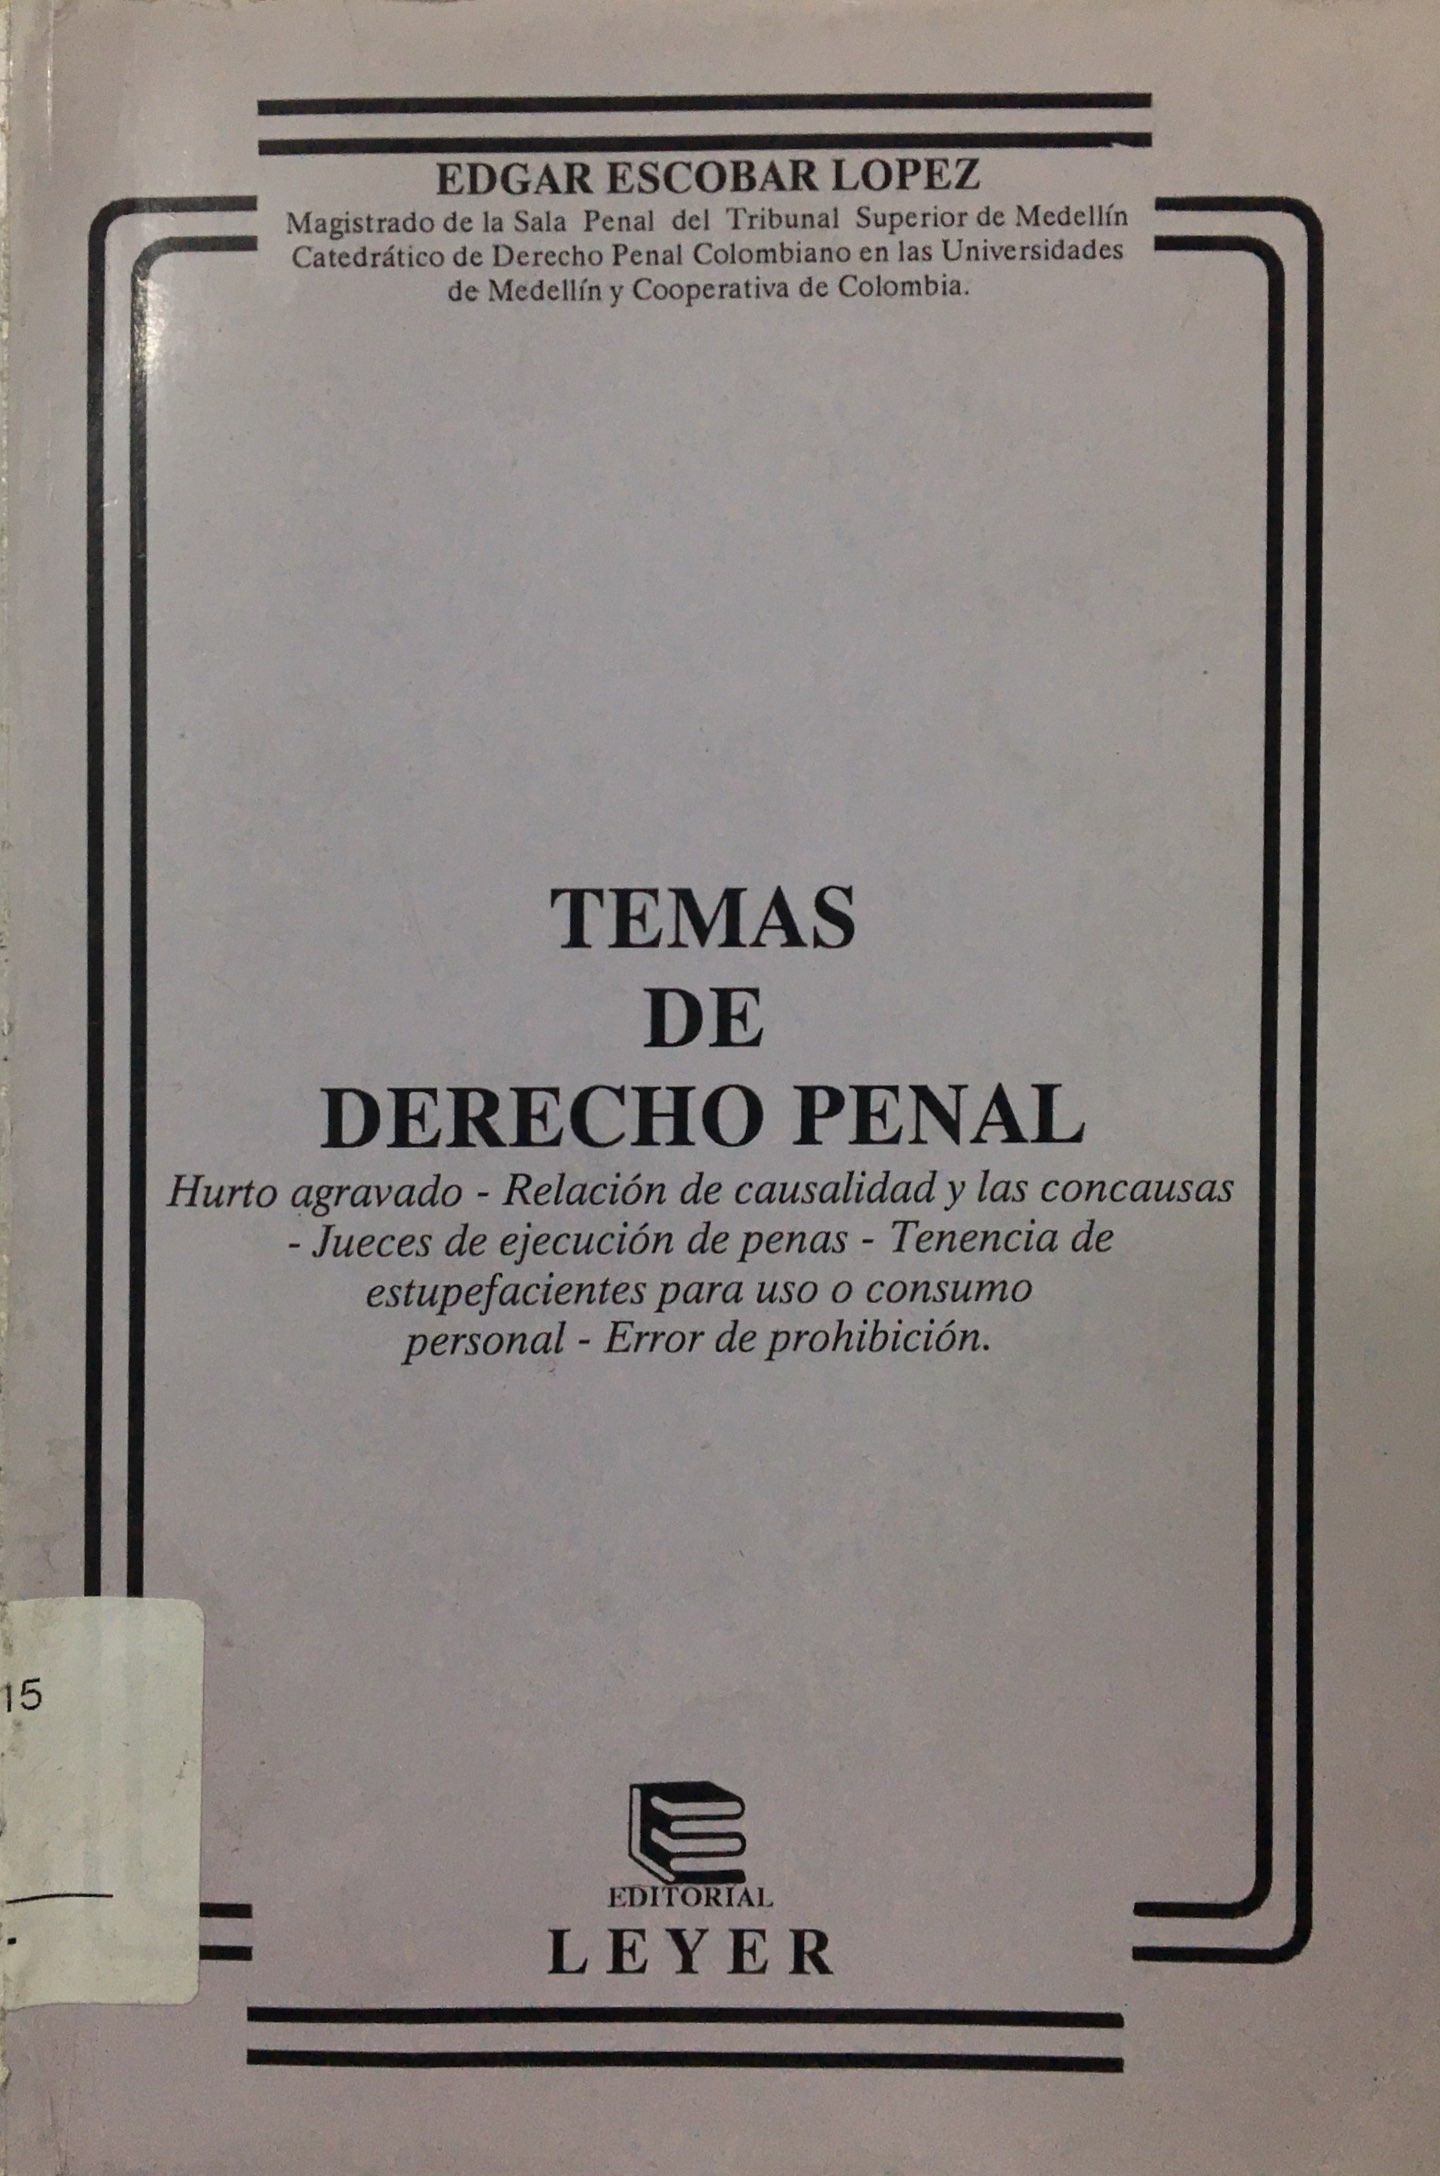 EDGAR ESCOBAR LOPEZ
Magistrado de la Sala Penal del Tribunal Superior de Medellín
Catedrático de Derecho Penal Colombiano en las Universidades
de Medellín y Cooperativa de Colombia.
TEMAS
DE
DERECHO PENAL
Hurto agravado - Relación de causalidad y las concausas
- Jueces de ejecución de penas - Tenencia de
estupefacientes para uso o consumo
personal - Error de prohibición.
15
EDITORIAL
LEYER